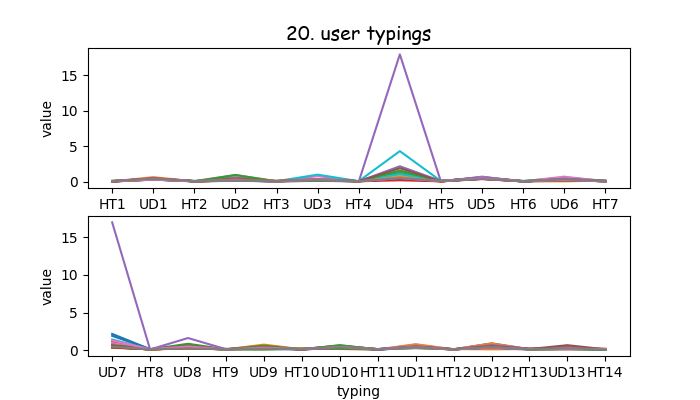 20. user typings
value
15
10
5
0
HT1 UD1 HT2 UD2 HT3 UD3 HT4 UD4 HT5 UD5 HT6 UD6 HT7
value
15
10
5
0
UD7 HT8 UD8 HT9 UD9 HT10 UD10 HT11 UD11 HT12 UD12 HT13 UD13 HT14
typing